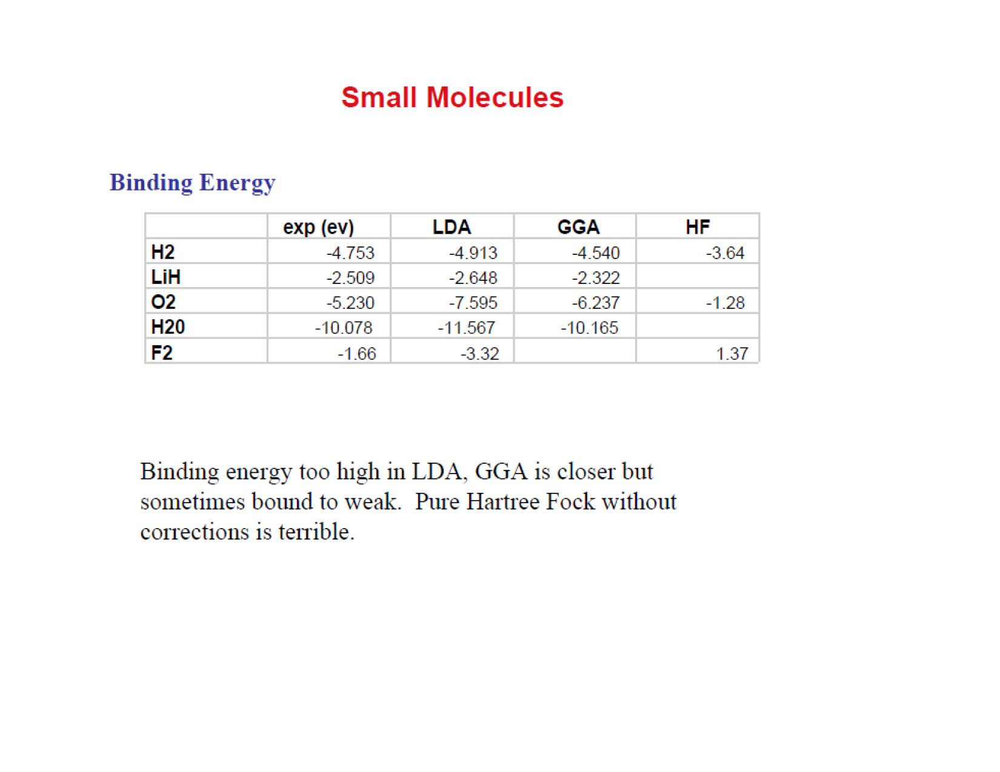 Small Molecules
Binding Energy
exp (ev) LDA GGA HF
H2 -4.753 -4.913 -4.540 -3.64
LiH -2.509 -2.648 -2.322
O2 -5.230 -7.595 -6.237 -1.28
H20 -10.078 -11.567 -10.165
F2 -1.66 -3.32 1.37
Binding energy too high in LDA, GGA is closer but
sometimes bound to weak. Pure Hartree Fock without
corrections is terrible.